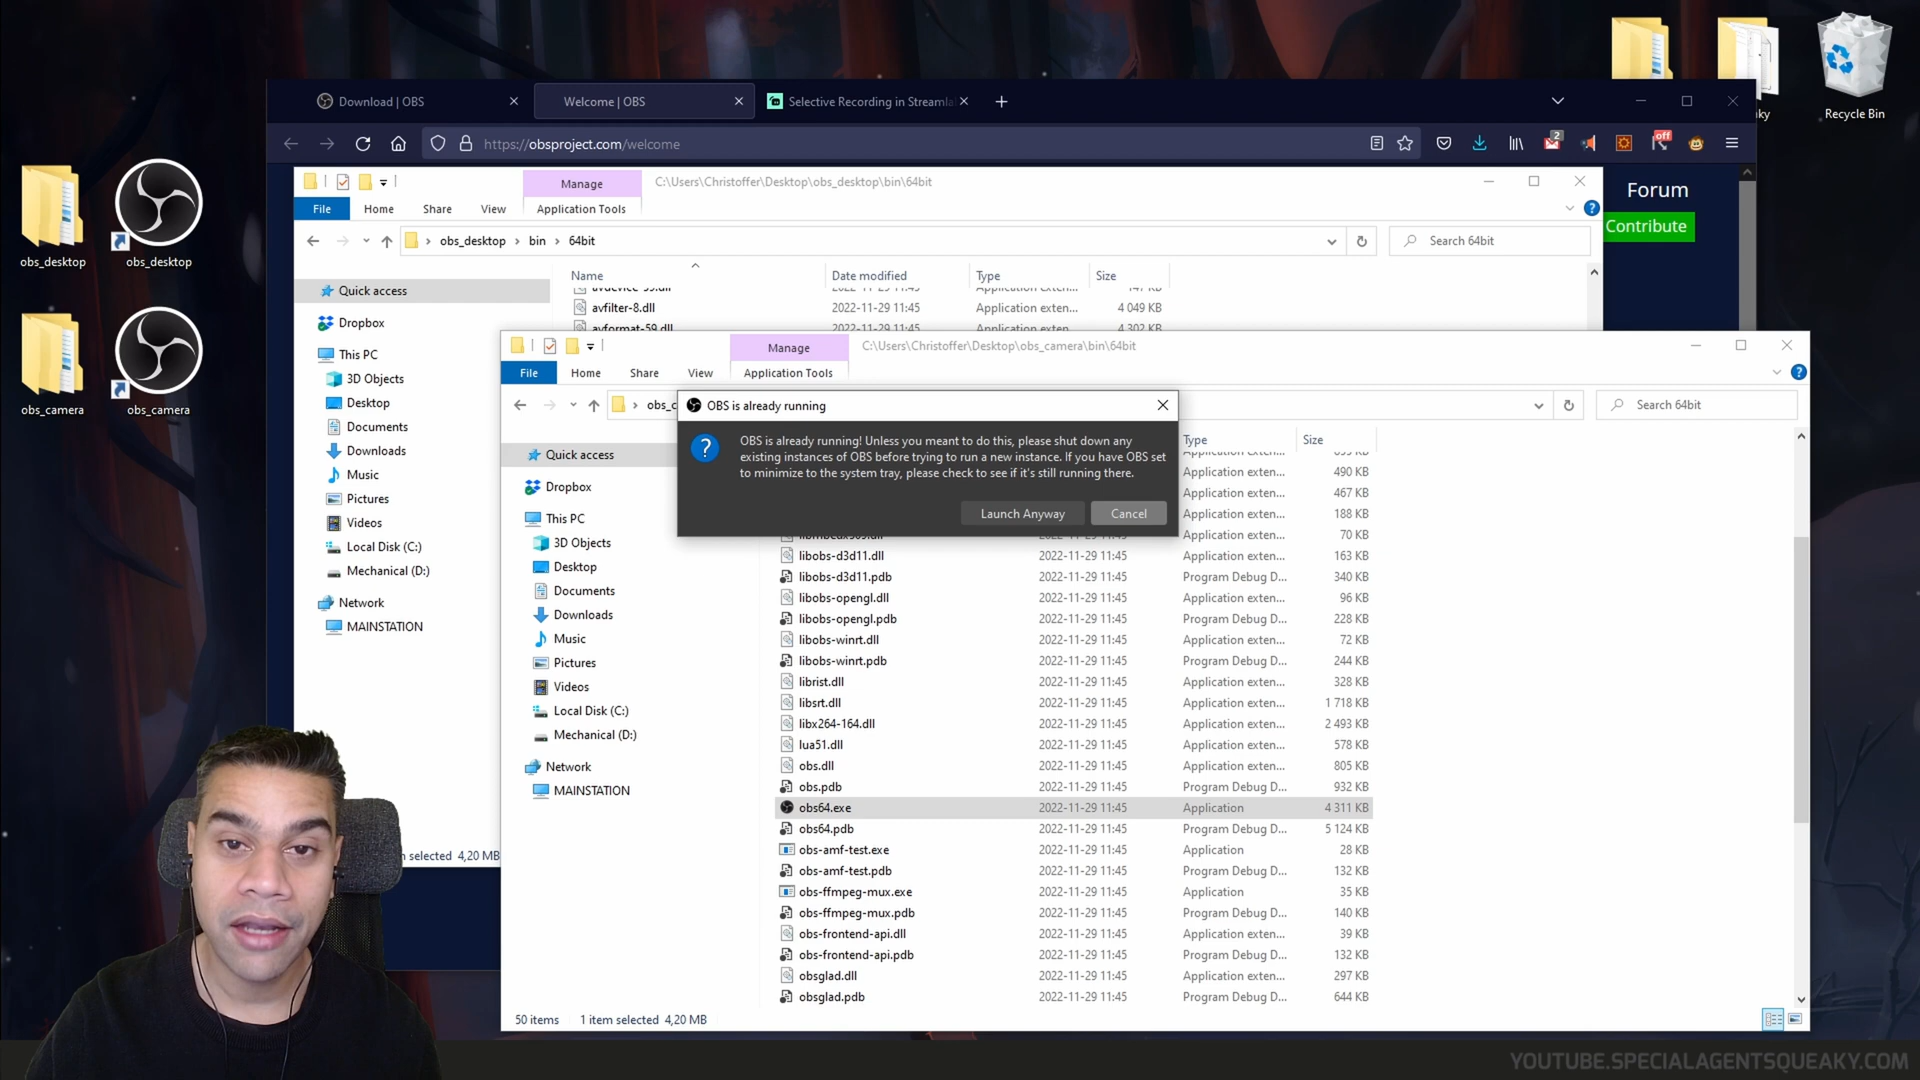 Recycle Bin
obs_desktop
obs_desktop
obs_camera
obs_camera
Download | OBS
Welcome | OBS
Selective Recording in Streamla
https://obsproject.com/welcome
2
off
Forum
Contribute
Manage
C:\Users\Christoffer\Desktop\obs_desktop\bin\64bit
File
Home
Share
View
Application Tools
obs_desktop
bin
64bit
Search 64bit
Name
Date modified
Type
Size
avfilter-8.dll 2022-11-29 11:45 Application exten... 4 049 KB
avformat-59.dll 2022-11-29 11:45 Application exten... 4 302 KB
Quick access
Dropbox
This PC
3D Objects
Desktop
Documents
Downloads
Music
Pictures
Videos
Local Disk (C:)
Mechanical (D:)
Network
MAINSTATION
selected 4,20 MB
Manage
C:\Users\Christoffer\Desktop\obs_camera\bin\64bit
File
Home
Share
View
Application Tools
Search 64bit
OBS is already running
OBS is already running! Unless you meant to do this, please shut down any
existing instances of OBS before trying to run a new instance. If you have OBS set
to minimize to the system tray, please check to see if it's still running there.
Launch Anyway
Cancel
Quick access
Dropbox
This PC
3D Objects
Desktop
Documents
Downloads
Music
Pictures
Videos
Local Disk (C:)
Mechanical (D:)
Network
MAINSTATION
Type
Size
Application exten... 490 KB
Application exten... 467 KB
Application exten... 188 KB
Application exten... 70 KB
libobs-d3d11.dll 2022-11-29 11:45 Application exten... 163 KB
libobs-d3d11.pdb 2022-11-29 11:45 Program Debug D... 340 KB
libobs-opengl.dll 2022-11-29 11:45 Application exten... 96 KB
libobs-opengl.pdb 2022-11-29 11:45 Program Debug D... 228 KB
libobs-winrt.dll 2022-11-29 11:45 Application exten... 72 KB
libobs-winrt.pdb 2022-11-29 11:45 Program Debug D... 244 KB
librist.dll 2022-11-29 11:45 Application exten... 328 KB
libsrt.dll 2022-11-29 11:45 Application exten... 1 718 KB
libx264-164.dll 2022-11-29 11:45 Application exten... 2 493 KB
lua51.dll 2022-11-29 11:45 Application exten... 578 KB
obs.dll 2022-11-29 11:45 Application exten... 805 KB
obs.pdb 2022-11-29 11:45 Program Debug D... 932 KB
obs64.exe 2022-11-29 11:45 Application 4 311 KB
obs64.pdb 2022-11-29 11:45 Program Debug D... 5 124 KB
obs-amf-test.exe 2022-11-29 11:45 Application 28 KB
obs-amf-test.pdb 2022-11-29 11:45 Program Debug D... 132 KB
obs-ffmpeg-mux.exe 2022-11-29 11:45 Application 35 KB
obs-ffmpeg-mux.pdb 2022-11-29 11:45 Program Debug D... 140 KB
obs-frontend-api.dll 2022-11-29 11:45 Application exten... 39 KB
obs-frontend-api.pdb 2022-11-29 11:45 Program Debug D... 132 KB
obsglad.dll 2022-11-29 11:45 Application exten... 297 KB
obsglad.pdb 2022-11-29 11:45 Program Debug D... 644 KB
50 items
1 item selected 4,20 MB
YOUTUBE.SPECIALAGENTSQUEAKY.COM